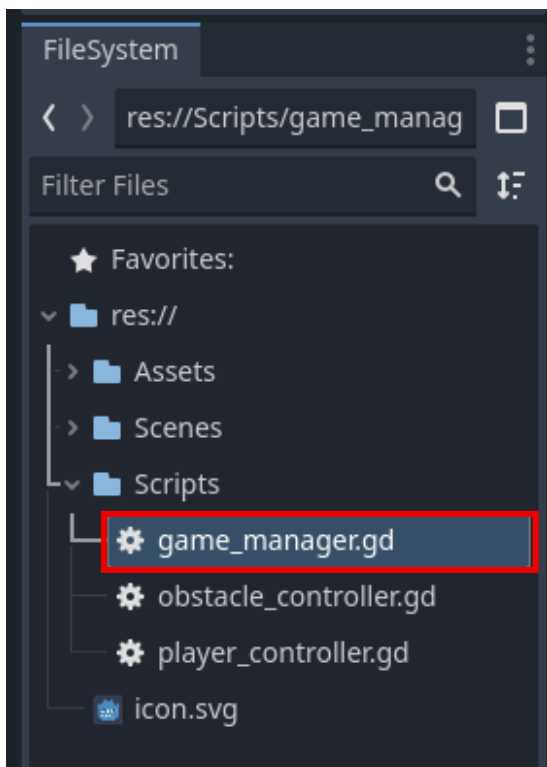 FileSystem
res://Scripts/game_manag
Filter Files
Favorites:
res://
Assets
Scenes
Scripts
game_manager.gd
obstacle_controller.gd
player_controller.gd
icon.svg